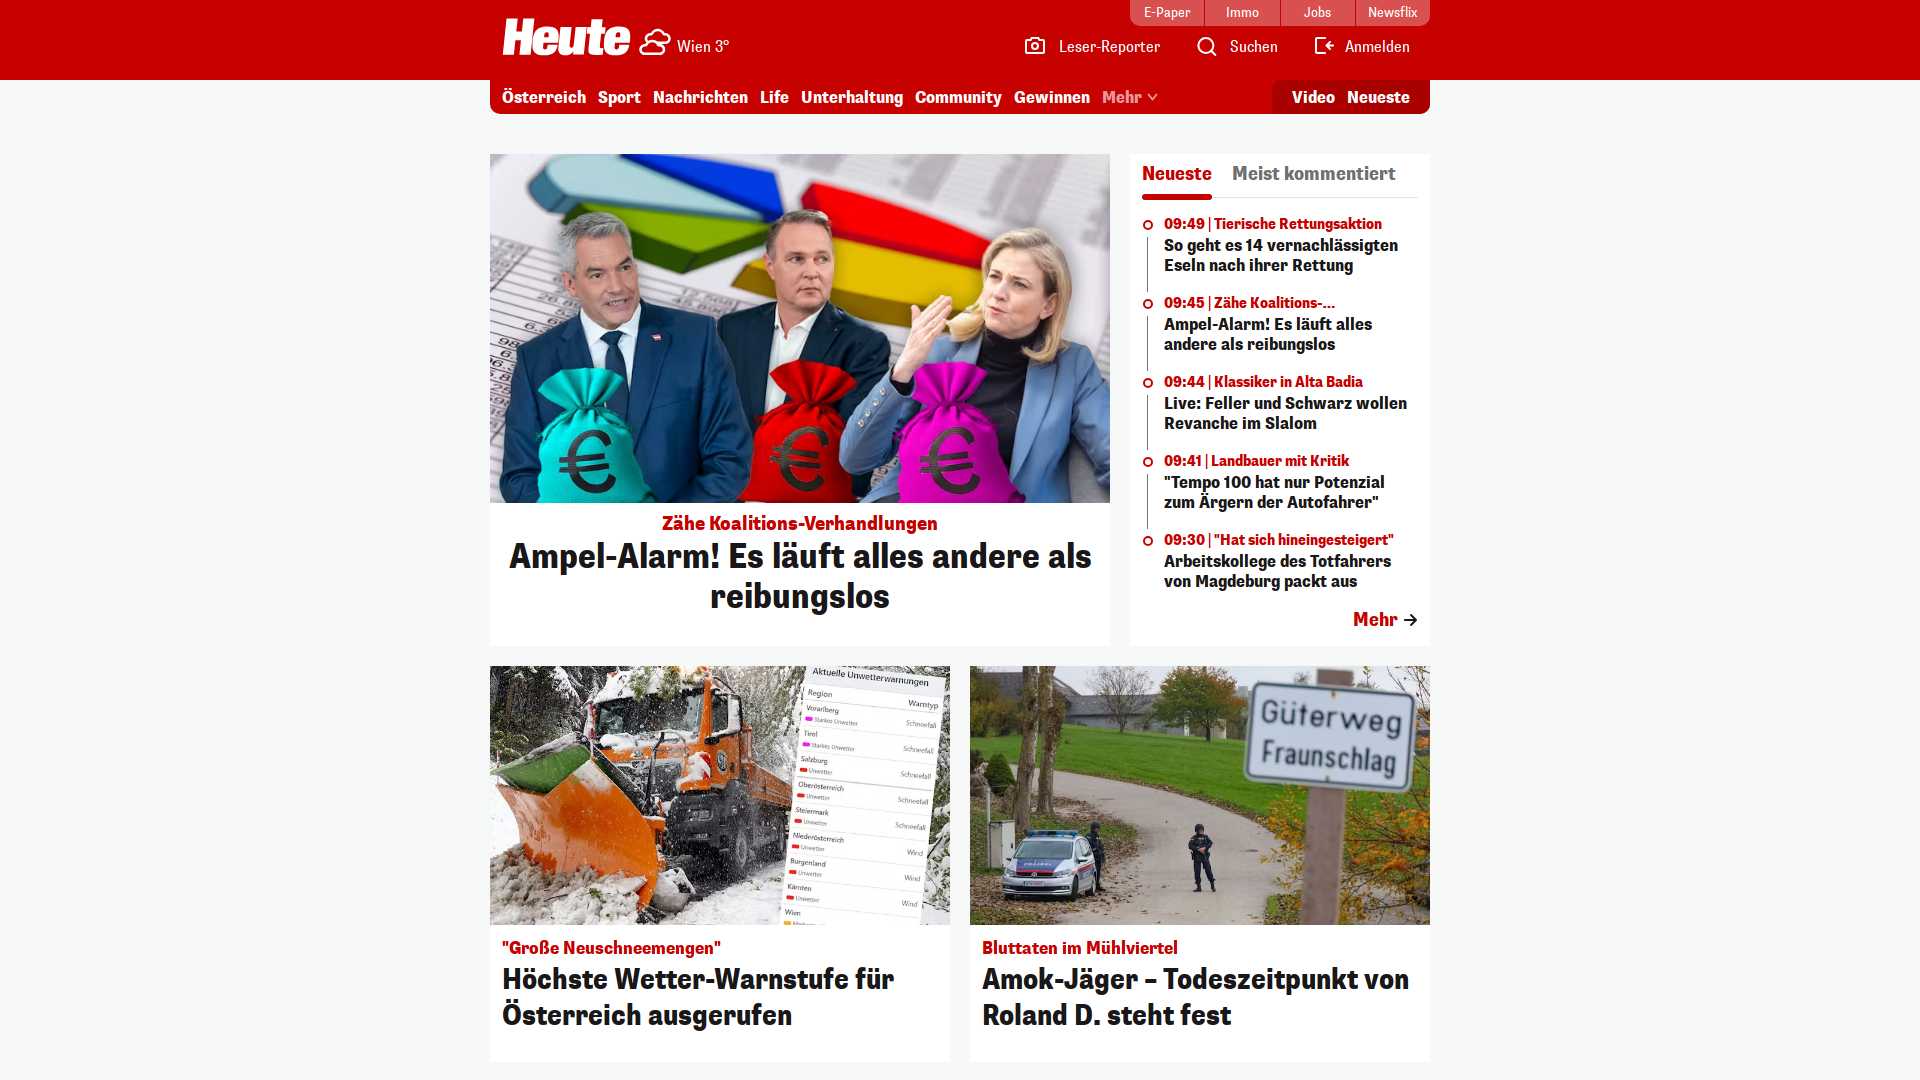 E-Paper
Immo
Jobs
Newsflix
Heute
Wien 3°
Leser-Reporter
Suchen
Anmelden
Österreich
Sport
Nachrichten
Life
Unterhaltung
Community
Gewinnen
Mehr
Video
Neueste
Zähe Koalitions-Verhandlungen
Ampel-Alarm! Es läuft alles andere als
reibungslos
Neueste
Meist kommentiert
09:49 | Tierische Rettungsaktion
So geht es 14 vernachlässigten
Eseln nach ihrer Rettung
09:45 | Zähe Koalitions-...
Ampel-Alarm! Es läuft alles
andere als reibungslos
09:44 | Klassiker in Alta Badia
Live: Feller und Schwarz wollen
Revanche im Slalom
09:41 | Landbauer mit Kritik
"Tempo 100 hat nur Potenzial
zum Ärgern der Autofahrer"
09:30 | "Hat sich hineingesteigert"
Arbeitskollege des Totfahrers
von Magdeburg packt aus
Mehr
Aktuelle Unwetterwarnungen
Region Warntyp
Vorarlberg
Starkes Unwetter Schneefall
Tirol
Starkes Unwetter Schneefall
Salzburg
Unwetter Schneefall
Oberösterreich
Unwetter Schneefall
Steiermark
Unwetter Schneefall
Niederösterreich
Unwetter Wind
Burgenland
Unwetter Wind
Kärnten
Unwetter Wind
Wien
"Große Neuschneemengen"
Höchste Wetter-Warnstufe für
Österreich ausgerufen
Güterweg
Fraunschlag
Bluttaten im Mühlviertel
Amok-Jäger – Todeszeitpunkt von
Roland D. steht fest